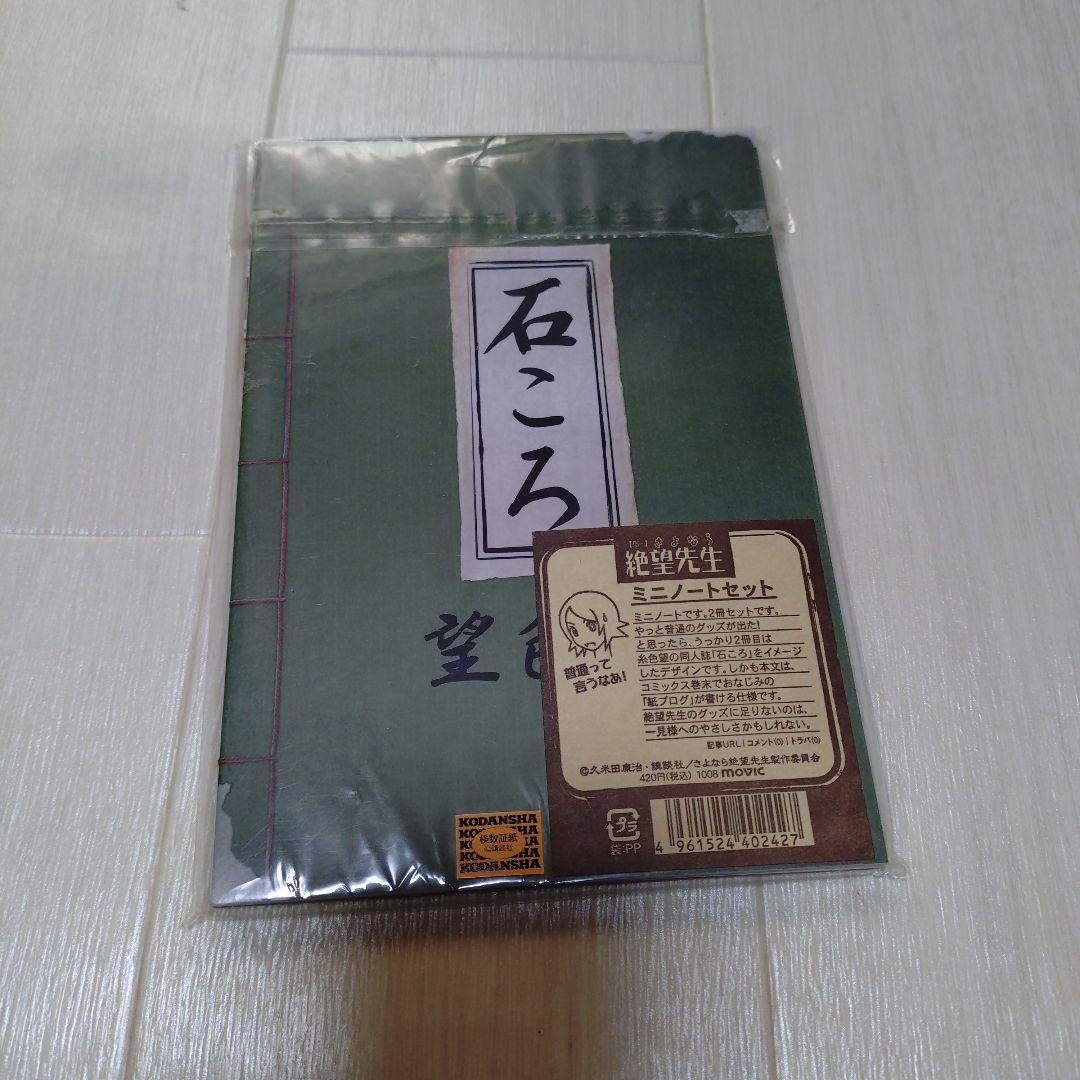 石ころ
望
さよなら
絶望先生
ミニノートセット
ミニノートです。2冊セットです。
やっと普通のグッズが出た!
と思ったら、うっかり2冊目は
糸色望の同人誌「石ころ」をイメージ
したデザインです。しかも本文は、
コミックス巻末でおなじみの
「紙ブログ」が書ける仕様です。
絶望先生のグッズに足りないのは、
一見様へのやさしさかもしれない。
記事URL | コメント(0) | トラバ(0)
普通って
言うなあ!
©久米田康治・講談社/さよなら絶望先生製作委員会
420円(税込) 1008 movic
プラ
袋:PP
4 961524 402427
KODANSHA
検数証紙
©講談社
KODANSHA